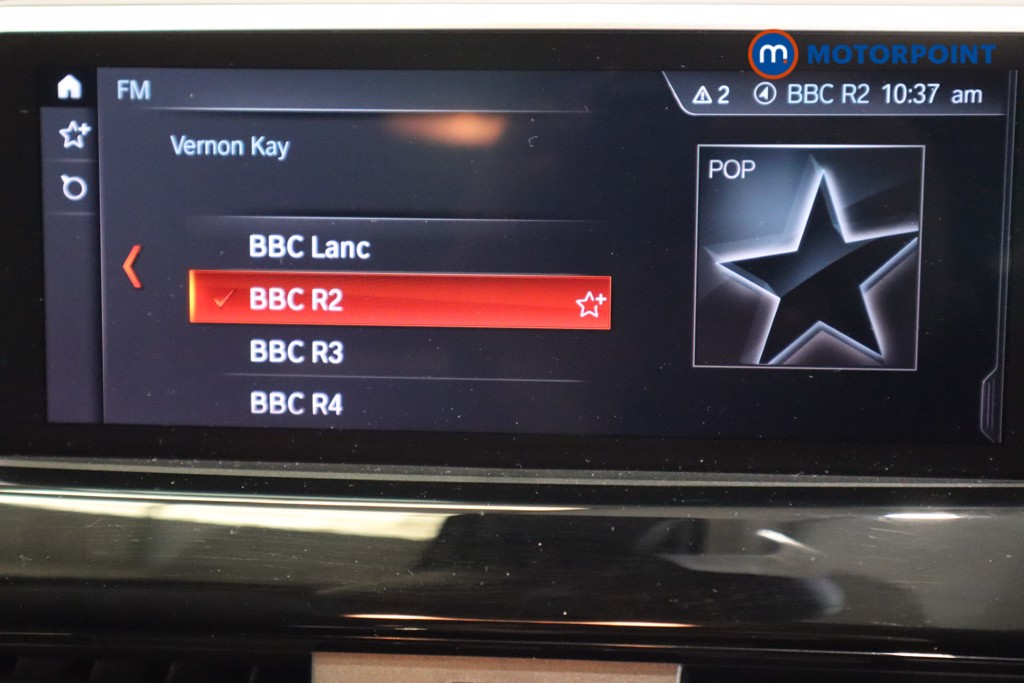 m MOTORPOINT
FM
2 BBC R2 10:37 am
Vernon Kay
POP
BBC Lanc
BBC R2
BBC R3
BBC R4